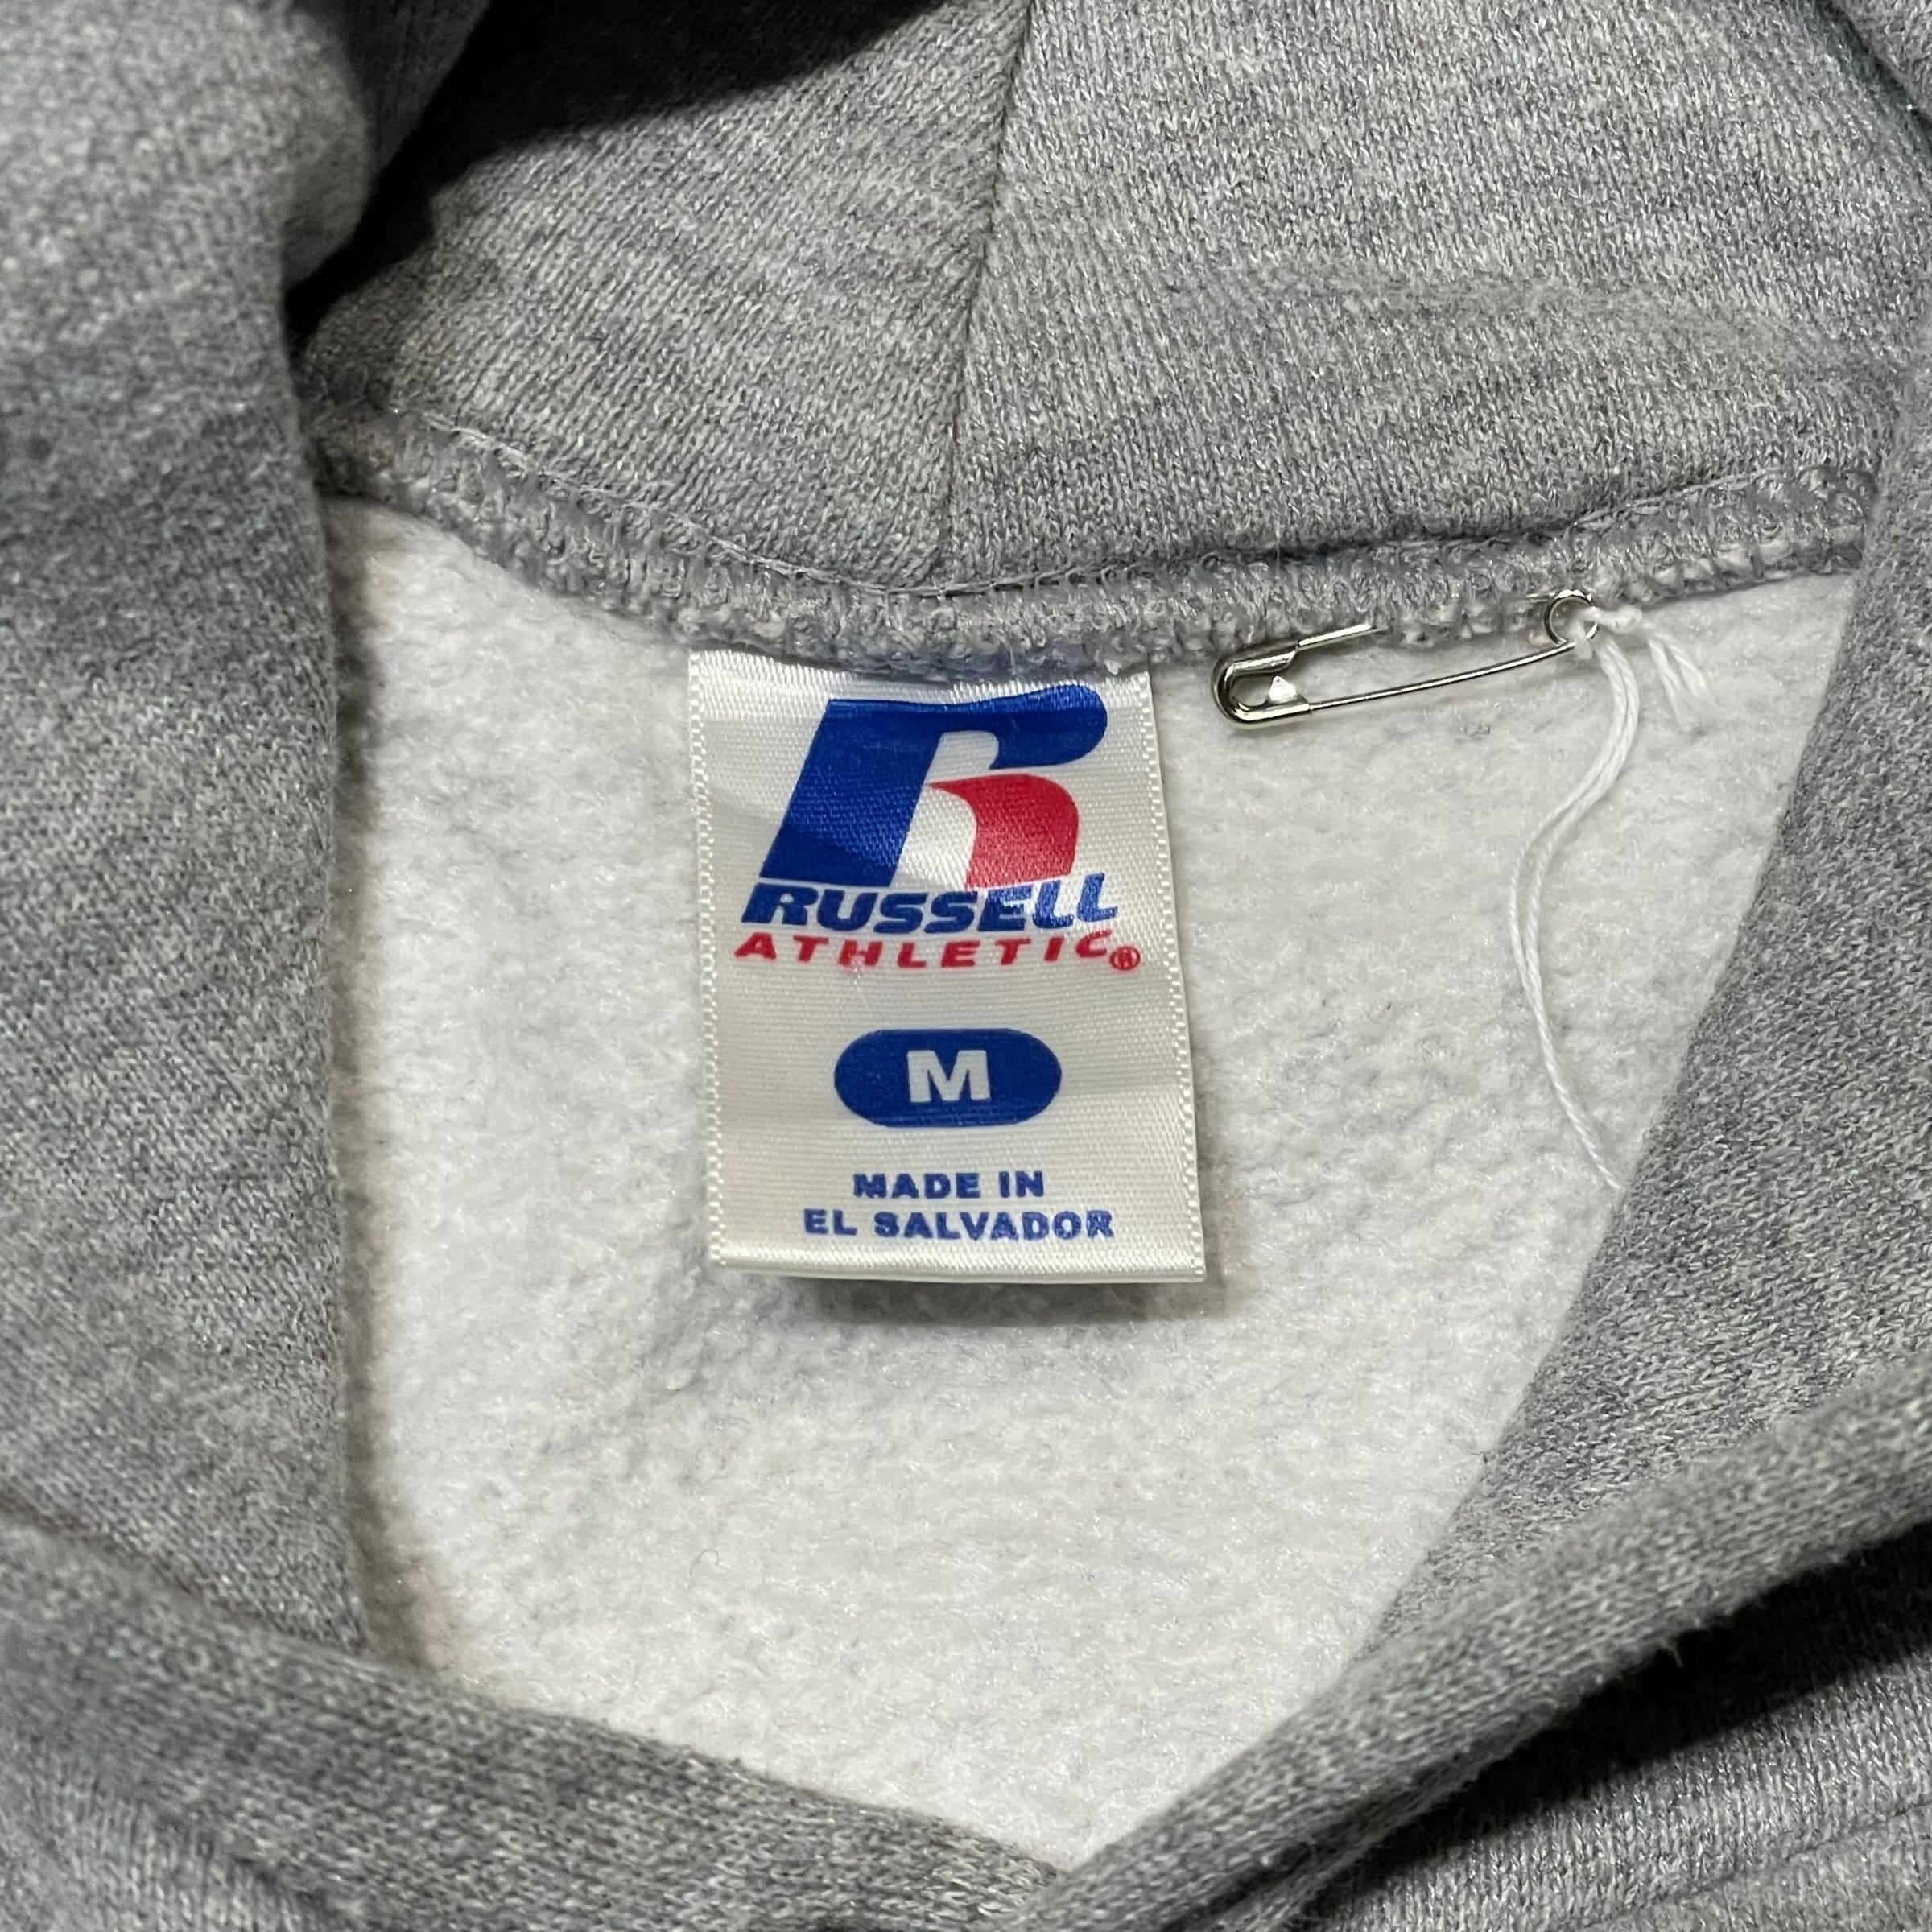 R
RUSSELL
ATHLETIC®
M
MADE IN
EL SALVADOR